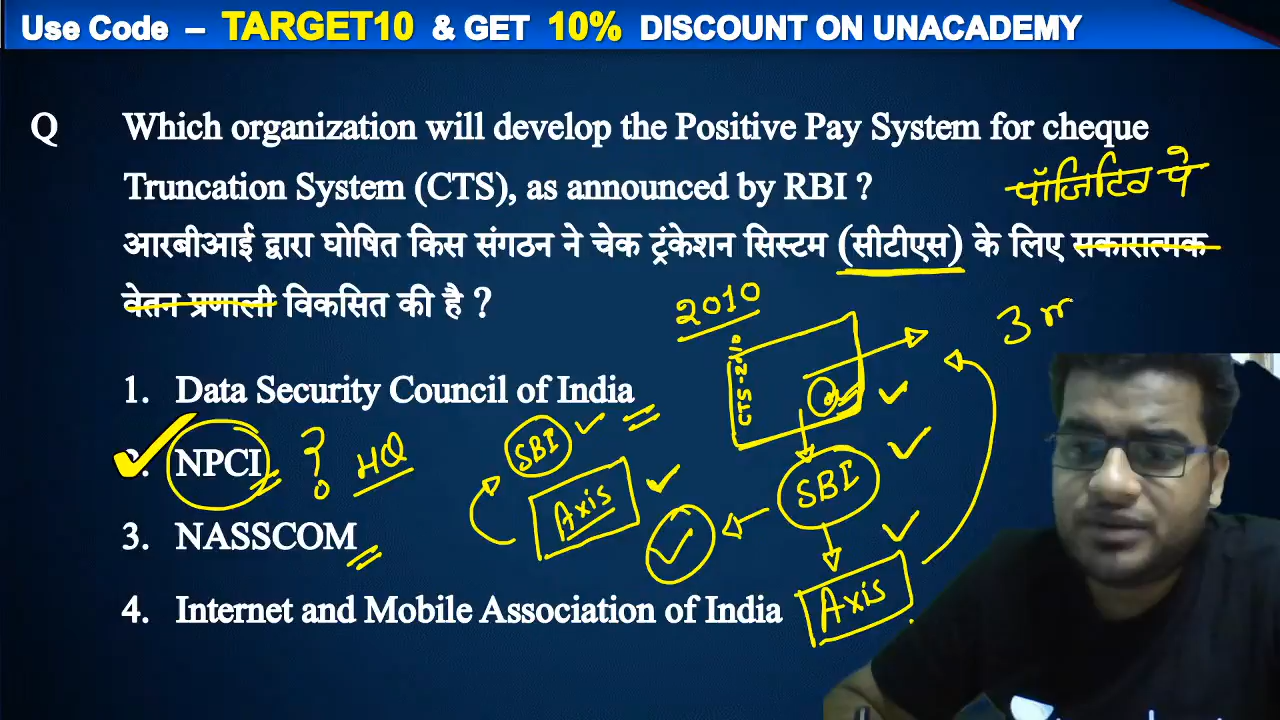 Use Code – TARGET10 & GET 10% DISCOUNT ON UNACADEMY
Q Which organization will develop the Positive Pay System for cheque
Truncation System (CTS), as announced by RBI ?
पॉजिटिव पे
आरबीआई द्वारा घोषित किस संगठन ने चेक ट्रंकेशन सिस्टम (सीटीएस) के लिए सकारात्मक
वेतन प्रणाली विकसित की है ?
2010
CTS-2010
3
1. Data Security Council of India
2. NPCI ? HQ
SBI
Axis
SBI
Axis
3. NASSCOM
4. Internet and Mobile Association of India